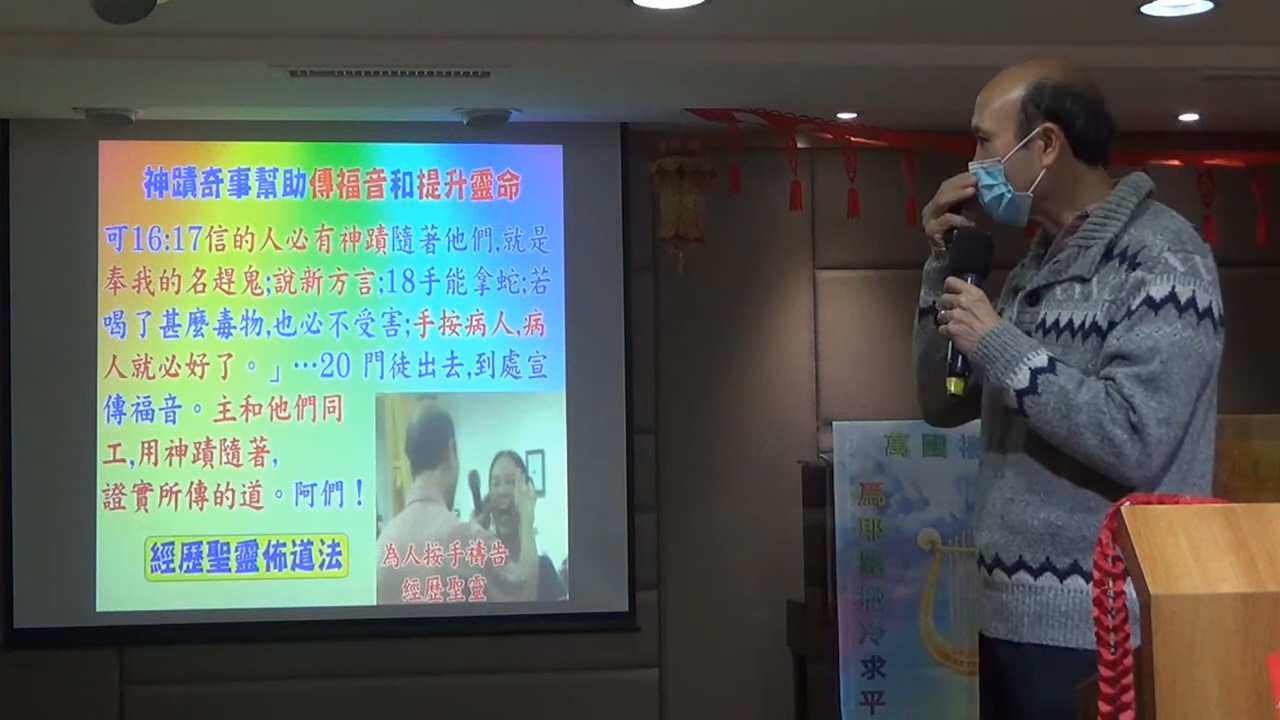 神蹟奇事幫助傳福音和提升靈命
可16:17信的人必有神蹟隨著他們,就是
奉我的名趕鬼;說新方言;18手能拿蛇;若
喝了甚麼毒物,也必不受害;手按病人,病
人就必好了。」…20 門徒出去,到處宣
傳福音。主和他們同
工,用神蹟隨著,
證實所傳的道。阿們！
經歷聖靈佈道法
為人按手禱告
經歷聖靈
萬國
爲耶路撒冷求平